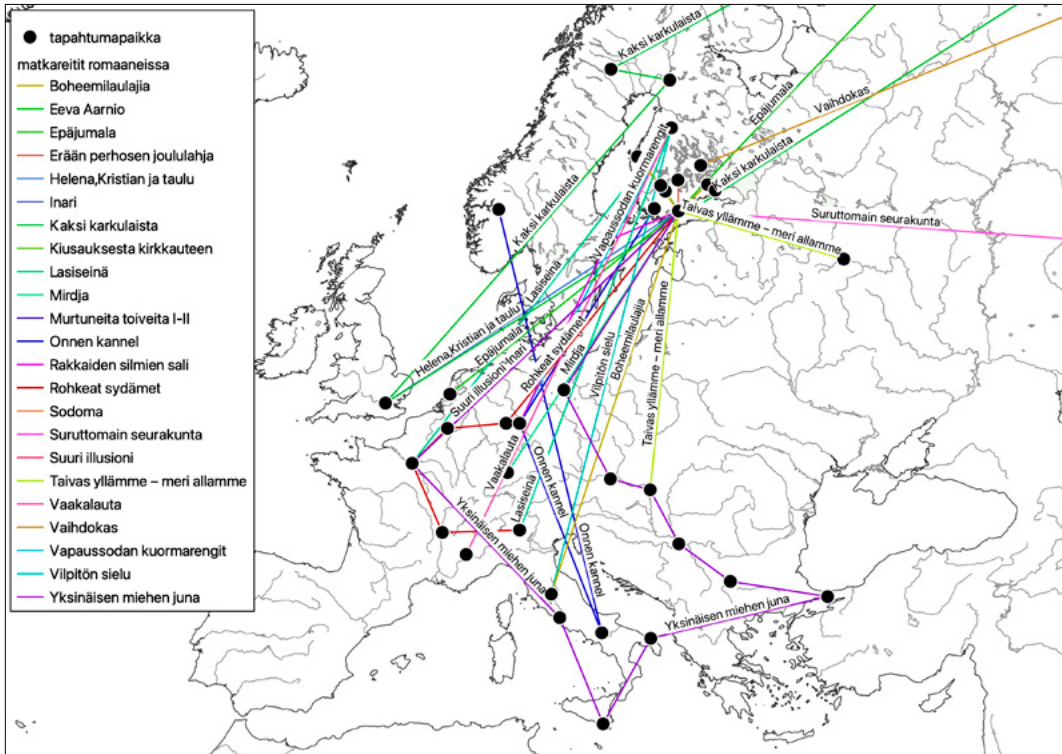 tapahtumapaikka
matkareitit romaaneissa
Boheemilaulajia
Eeva Aarnio
Epäjumala
Erään perhosen joululahja
Helena,Kristian ja taulu
Inari
Kaksi karkulaista
Kiusauksesta kirkkauteen
Lasiseinä
Mirdja
Murtuneita toiveita I-II
Onnen kannel
Rakkaiden silmien sali
Rohkeat sydämet
Sodoma
Suruttomain seurakunta
Suuri illusioni
Taivas yllämme – meri allamme
Vaakalauta
Vaihdokas
Vapaussodan kuormarengit
Vilpitön sielu
Yksinäisen miehen juna
Kaksi karkulaista
Epäjumala
Vaihdokas
Kaksi karkulaista
Kaksi karkulaista
Vapaussodan kuormarengit
Taivas yllämme – meri allamme
Suruttomain seurakunta
Lasiseinä
Helena,Kristian ja taulu
Epäjumala
Suuri illusioni
Inari
Rohkeat sydämet
Mirdja
Vilpitön sielu
Boheemilaulajia
Taivas yllämme – meri allamme
Vaakalauta
Onnen kannel
Lasiseinä
Yksinäisen miehen juna
Onnen kannel
Yksinäisen miehen juna